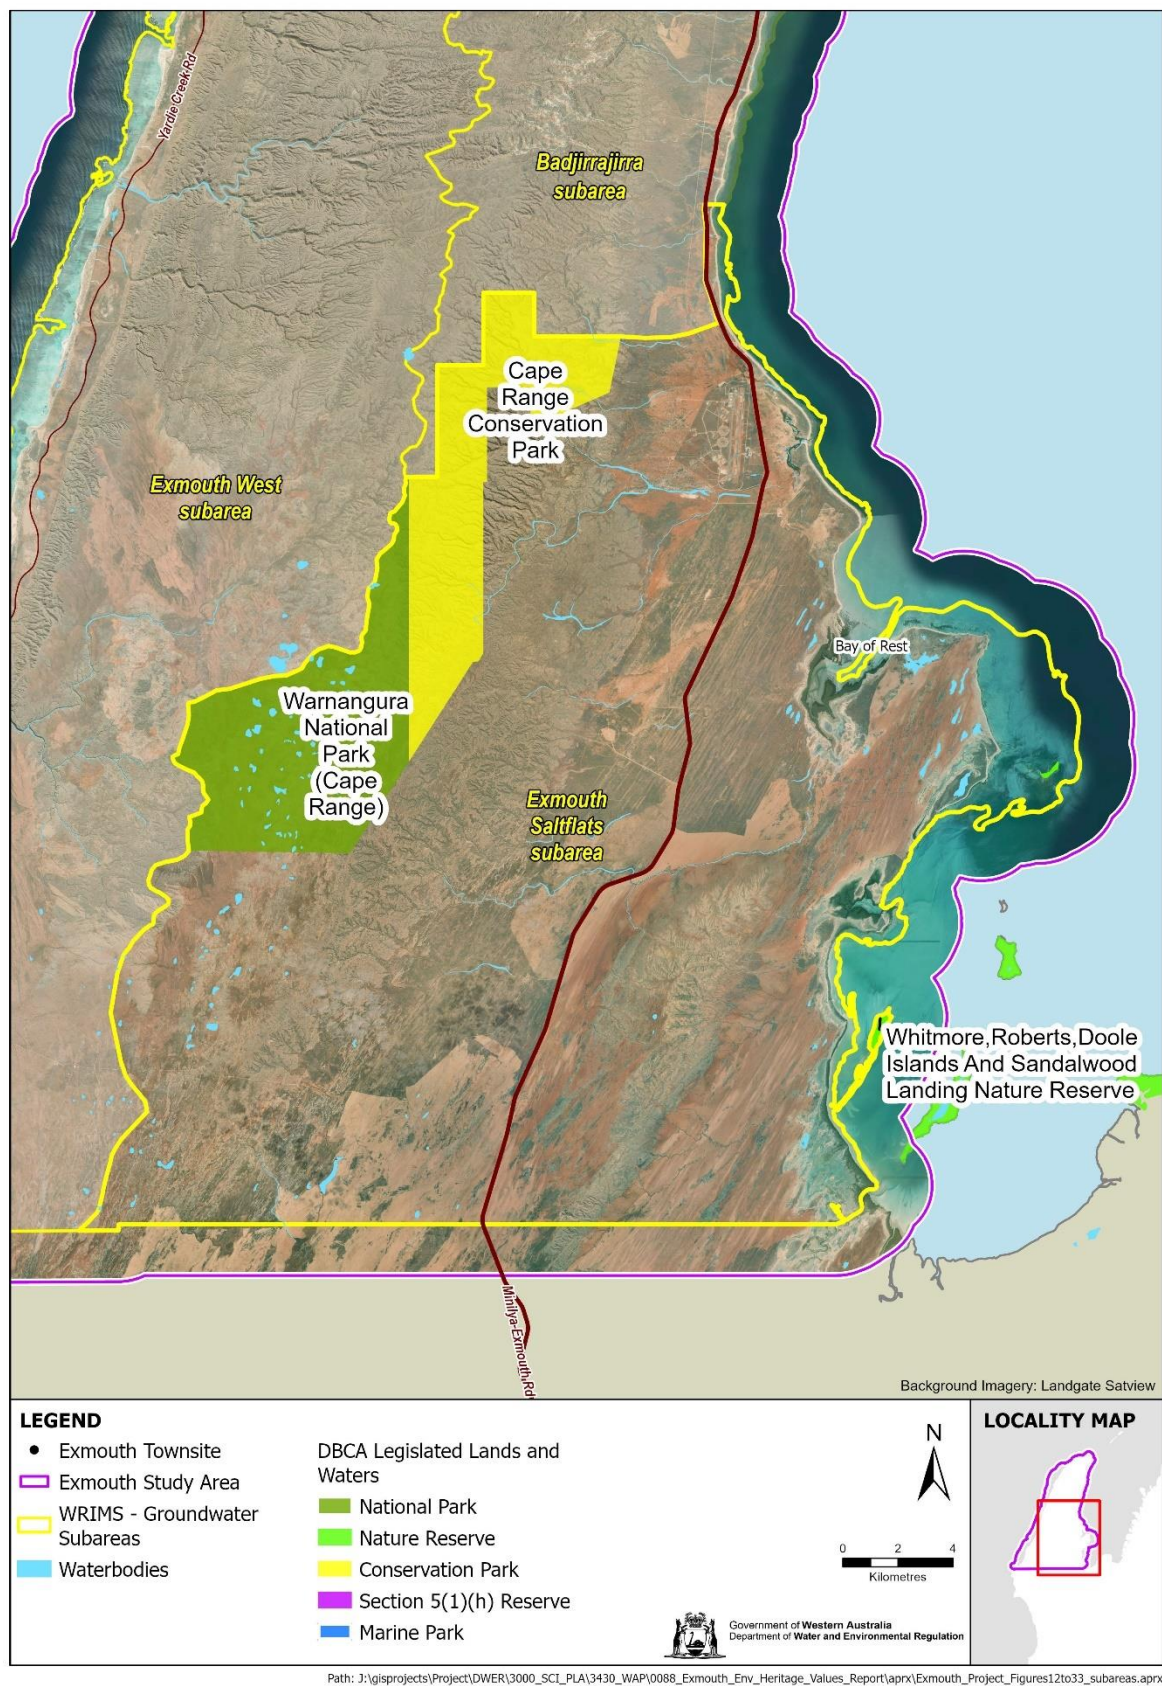 Yardie Creek Rd
Badjirrajirra
subarea
Cape
Range
Conservation
Park
Exmouth West
subarea
Bay of Rest
Warnangura
National
Park
(Cape
Range)
Exmouth
Saltflats
subarea
Whitmore,Roberts,Doole
Islands And Sandalwood
Landing Nature Reserve
Minilya-Exmouth Rd
Background Imagery: Landgate Satview
LEGEND
Exmouth Townsite
Exmouth Study Area
WRIMS - Groundwater
Subareas
Waterbodies
DBCA Legislated Lands and
Waters
National Park
Nature Reserve
Conservation Park
Section 5(1)(h) Reserve
Marine Park
N
0 2 4
Kilometres
Government of Western Australia
Department of Water and Environmental Regulation
LOCALITY MAP
Path: J:\gisprojects\Project\DWER\3000_SCI_PLA\3430_WAP\0088_Exmouth_Env_Heritage_Values_Report\aprx\Exmouth_Project_Figures12to33_subareas.aprx